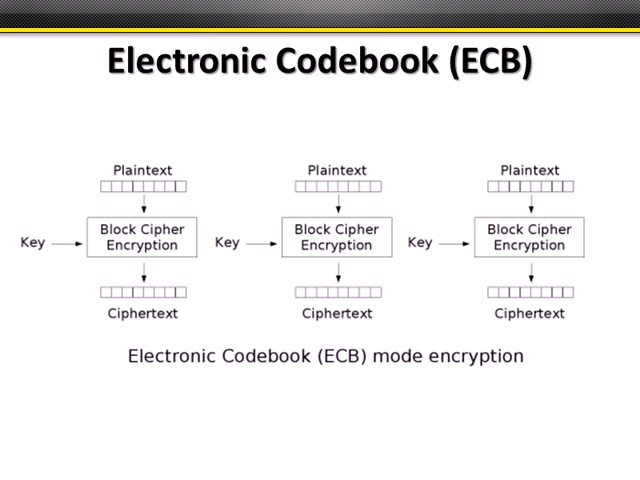 Electronic Codebook (ECB)
Plaintext
Plaintext
Plaintext
Key
Block Cipher
Encryption
Key
Block Cipher
Encryption
Key
Block Cipher
Encryption
Ciphertext
Ciphertext
Ciphertext
Electronic Codebook (ECB) mode encryption